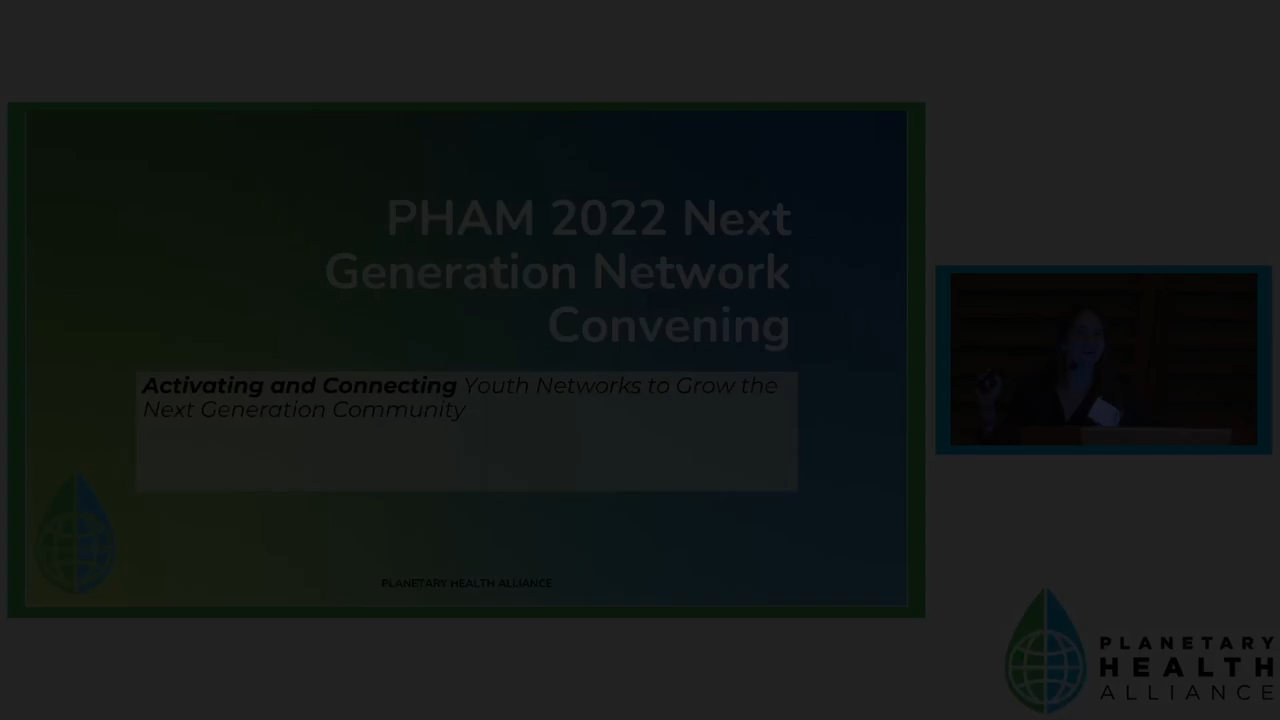 PHAM 2022 Next
Generation Network
Convening
Activating and Connecting Youth Networks to Grow the
Next Generation Community
PLANETARY HEALTH ALLIANCE
PLANETARY
HEALTH
ALLIANCE